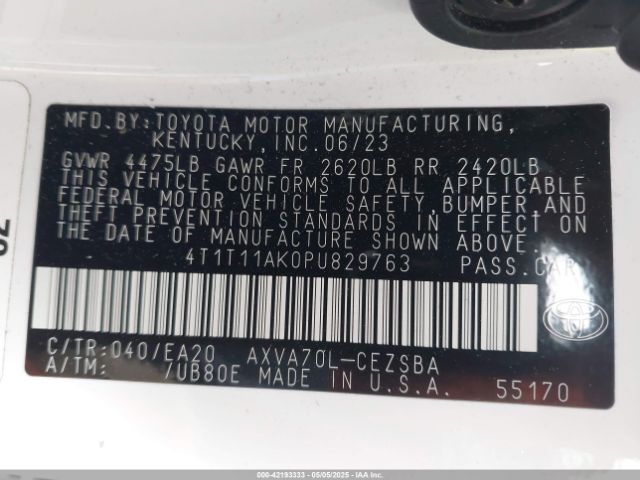 MFD. BY: TOYOTA MOTOR MANUFACTURING,
KENTUCKY, INC. 06/23
GVWR 4475LB GAWR FR 2620LB RR 2420LB
THIS VEHICLE CONFORMS TO ALL APPLICABLE
FEDERAL MOTOR VEHICLE SAFETY, BUMPER, AND
THEFT PREVENTION STANDARDS IN EFFECT ON
THE DATE OF MANUFACTURE SHOWN ABOVE.
4T1T11AK0PU829763 PASS.CAR
C/TR: 040/EA20 AXVA70L-CEZSBA
A/TM: /UB80E MADE IN U.S.A. 55170
000-42193333 - 05/05/2025 - IAAI.COM